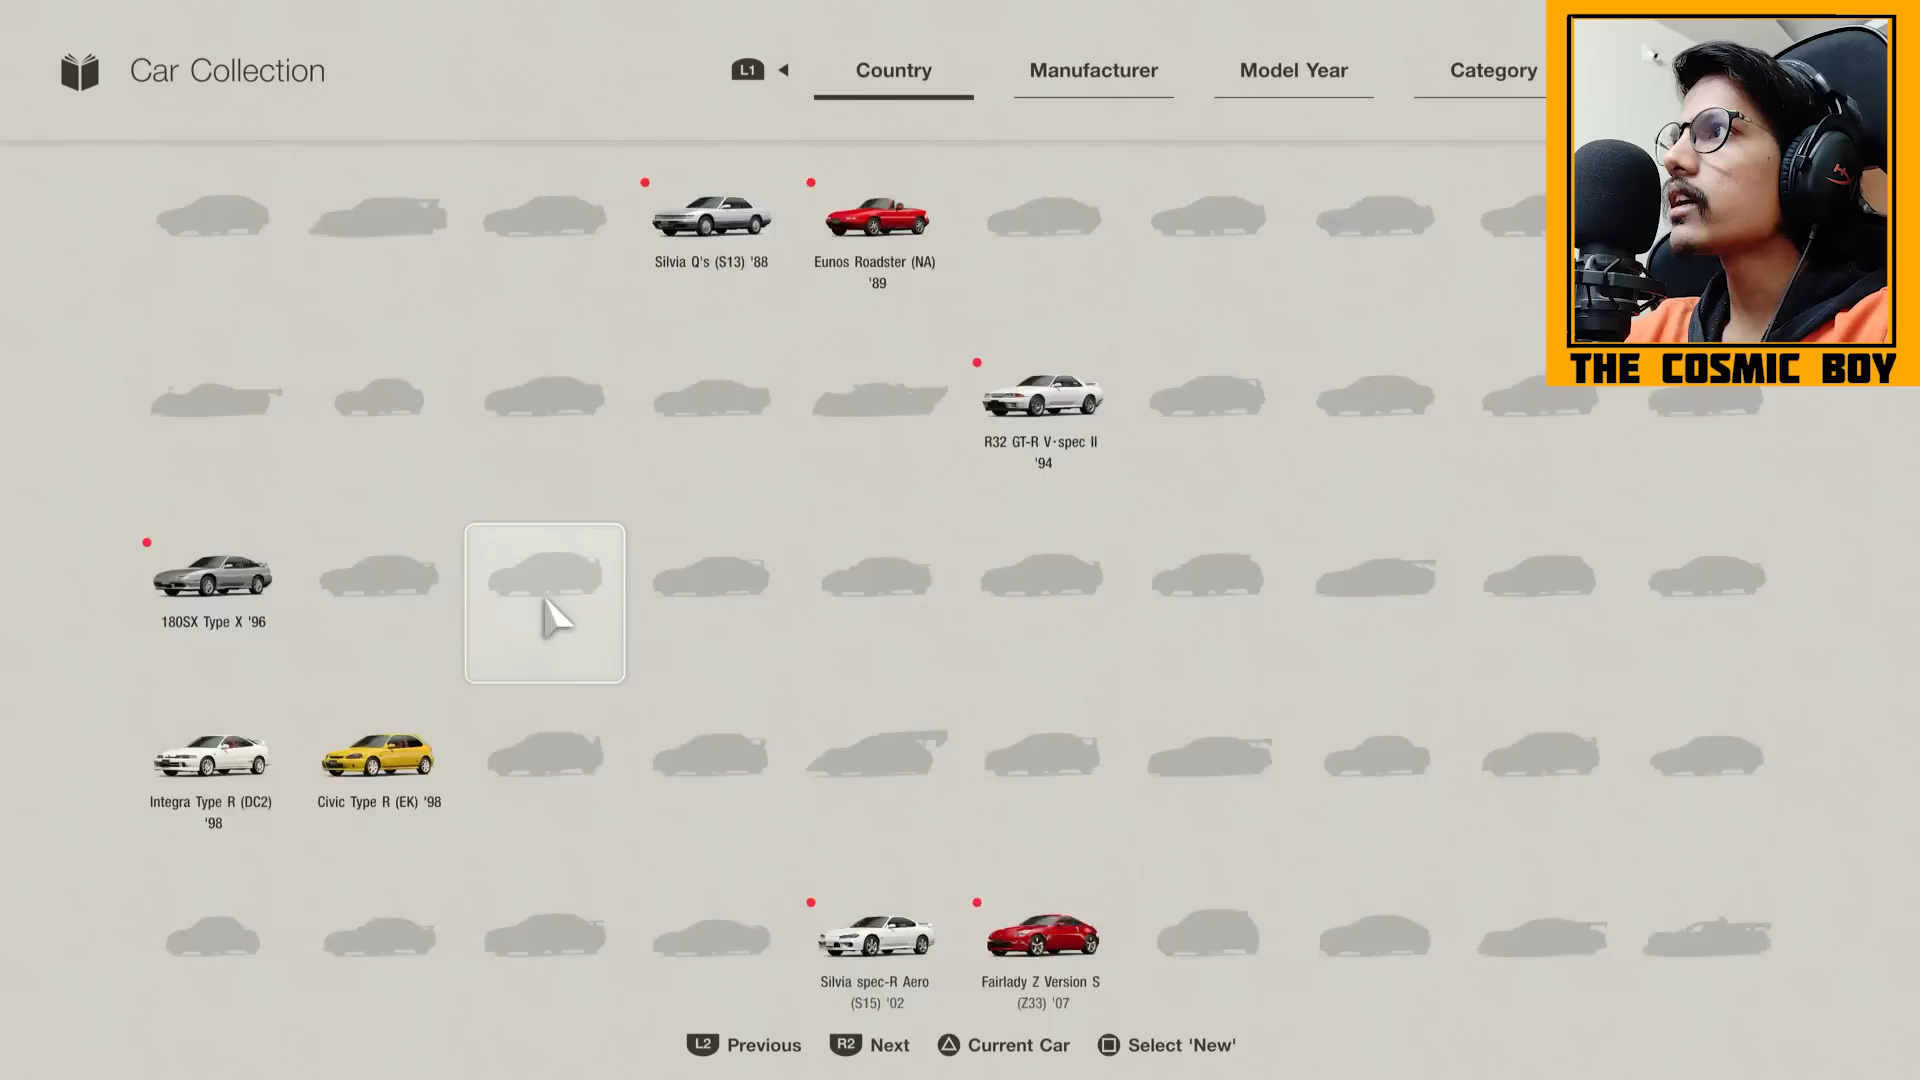 Car Collection
L1
Country
Manufacturer
Model Year
Category
THE COSMIC BOY
Silvia Q's (S13) '88
Eunos Roadster (NA)
'89
R32 GT-R V·spec II
'94
180SX Type X '96
Integra Type R (DC2)
'98
Civic Type R (EK) '98
Silvia spec-R Aero
(S15) '02
Fairlady Z Version S
(Z33) '07
L2 Previous
R2 Next
Current Car
Select 'New'